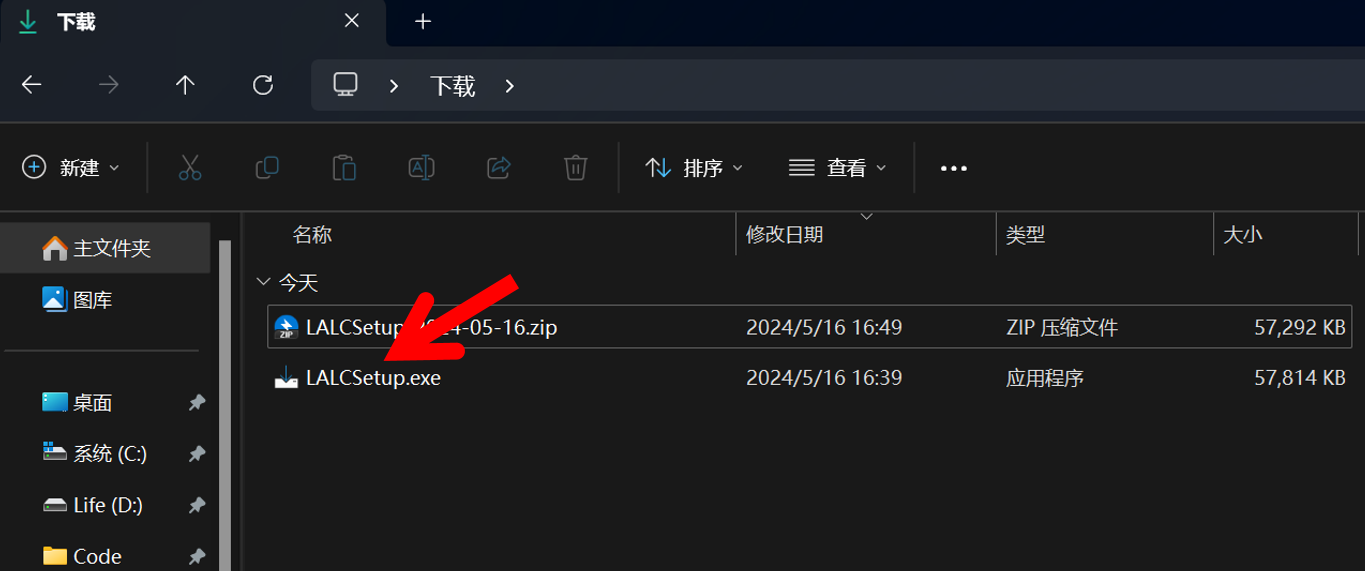 下载
下载
新建 排序 查看
名称 修改日期 类型 大小
主文件夹
今天
图库
LALCSetup 24-05-16.zip 2024/5/16 16:49 ZIP 压缩文件 57,292 KB
LALCSetup.exe 2024/5/16 16:39 应用程序 57,814 KB
桌面
系统 (C:)
Life (D:)
Code